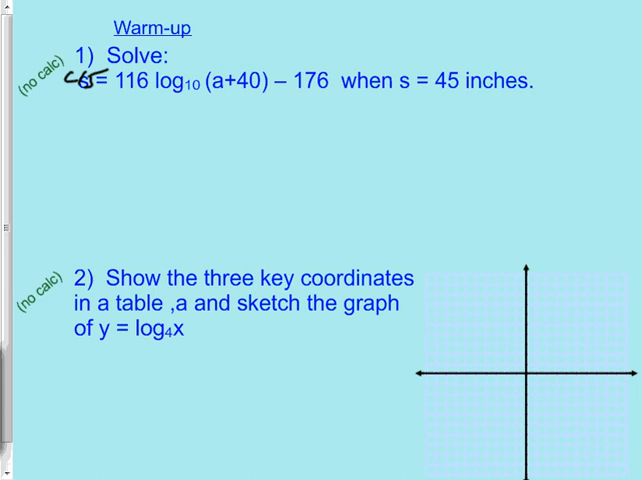 Warm-up
(no calc)
1) Solve:
45 = 116 log₁₀ (a+40) – 176 when s = 45 inches.
(no calc)
2) Show the three key coordinates
in a table ,a and sketch the graph
of y = log₄x